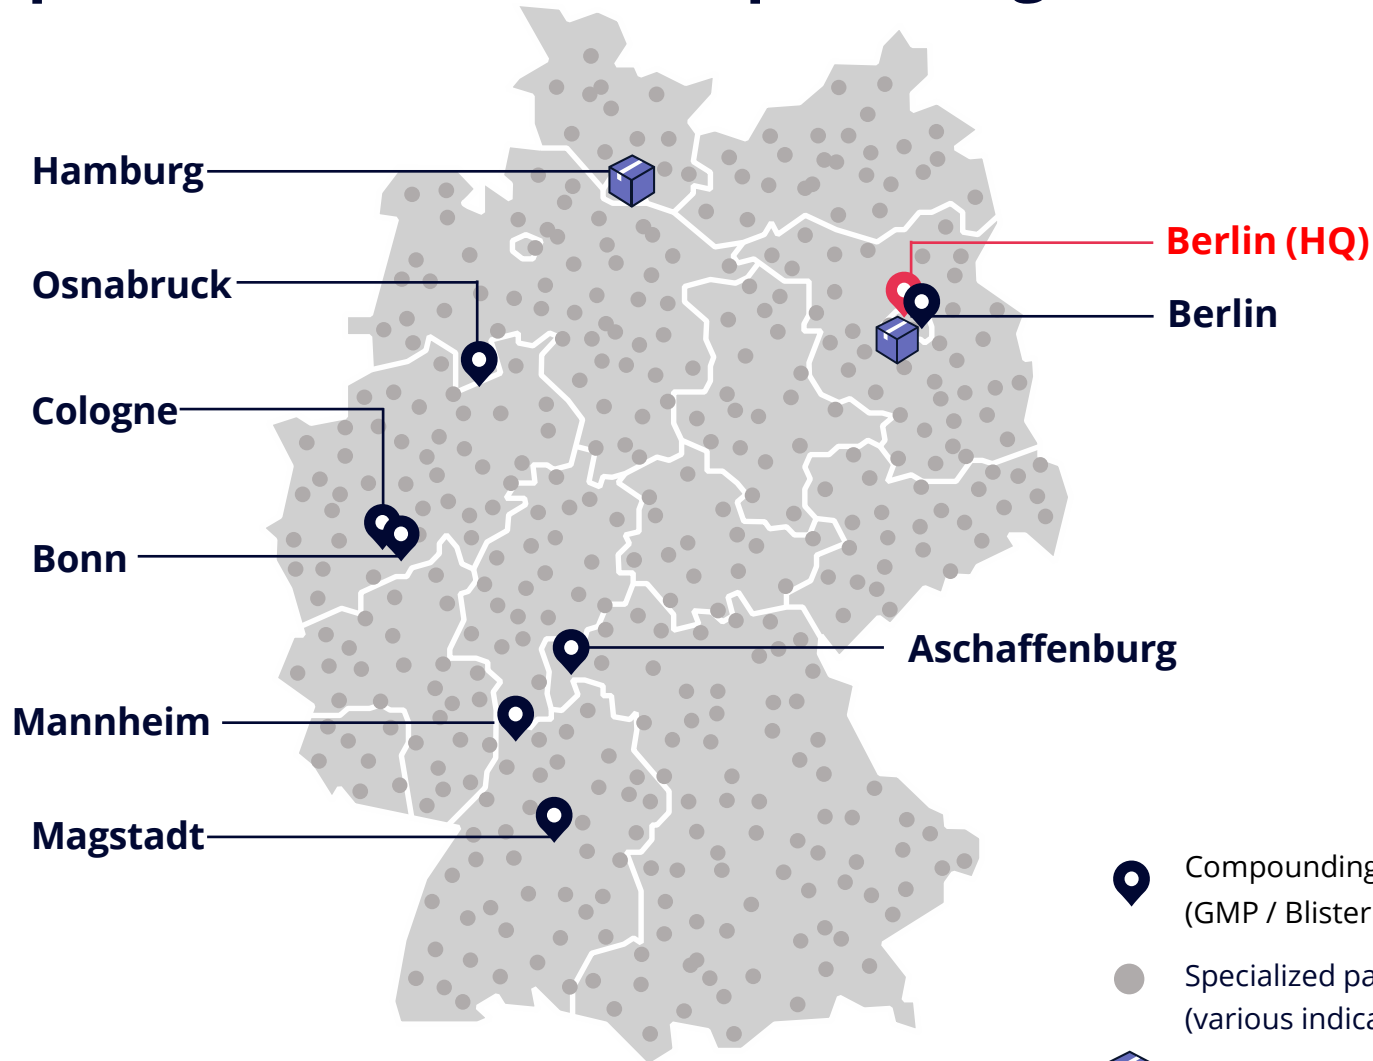 Hamburg
Berlin (HQ)
Osnabruck
Berlin
Cologne
Bonn
Aschaffenburg
Mannheim
Magstadt
Compounding
(GMP / Blister
Specialized pa
(various indica